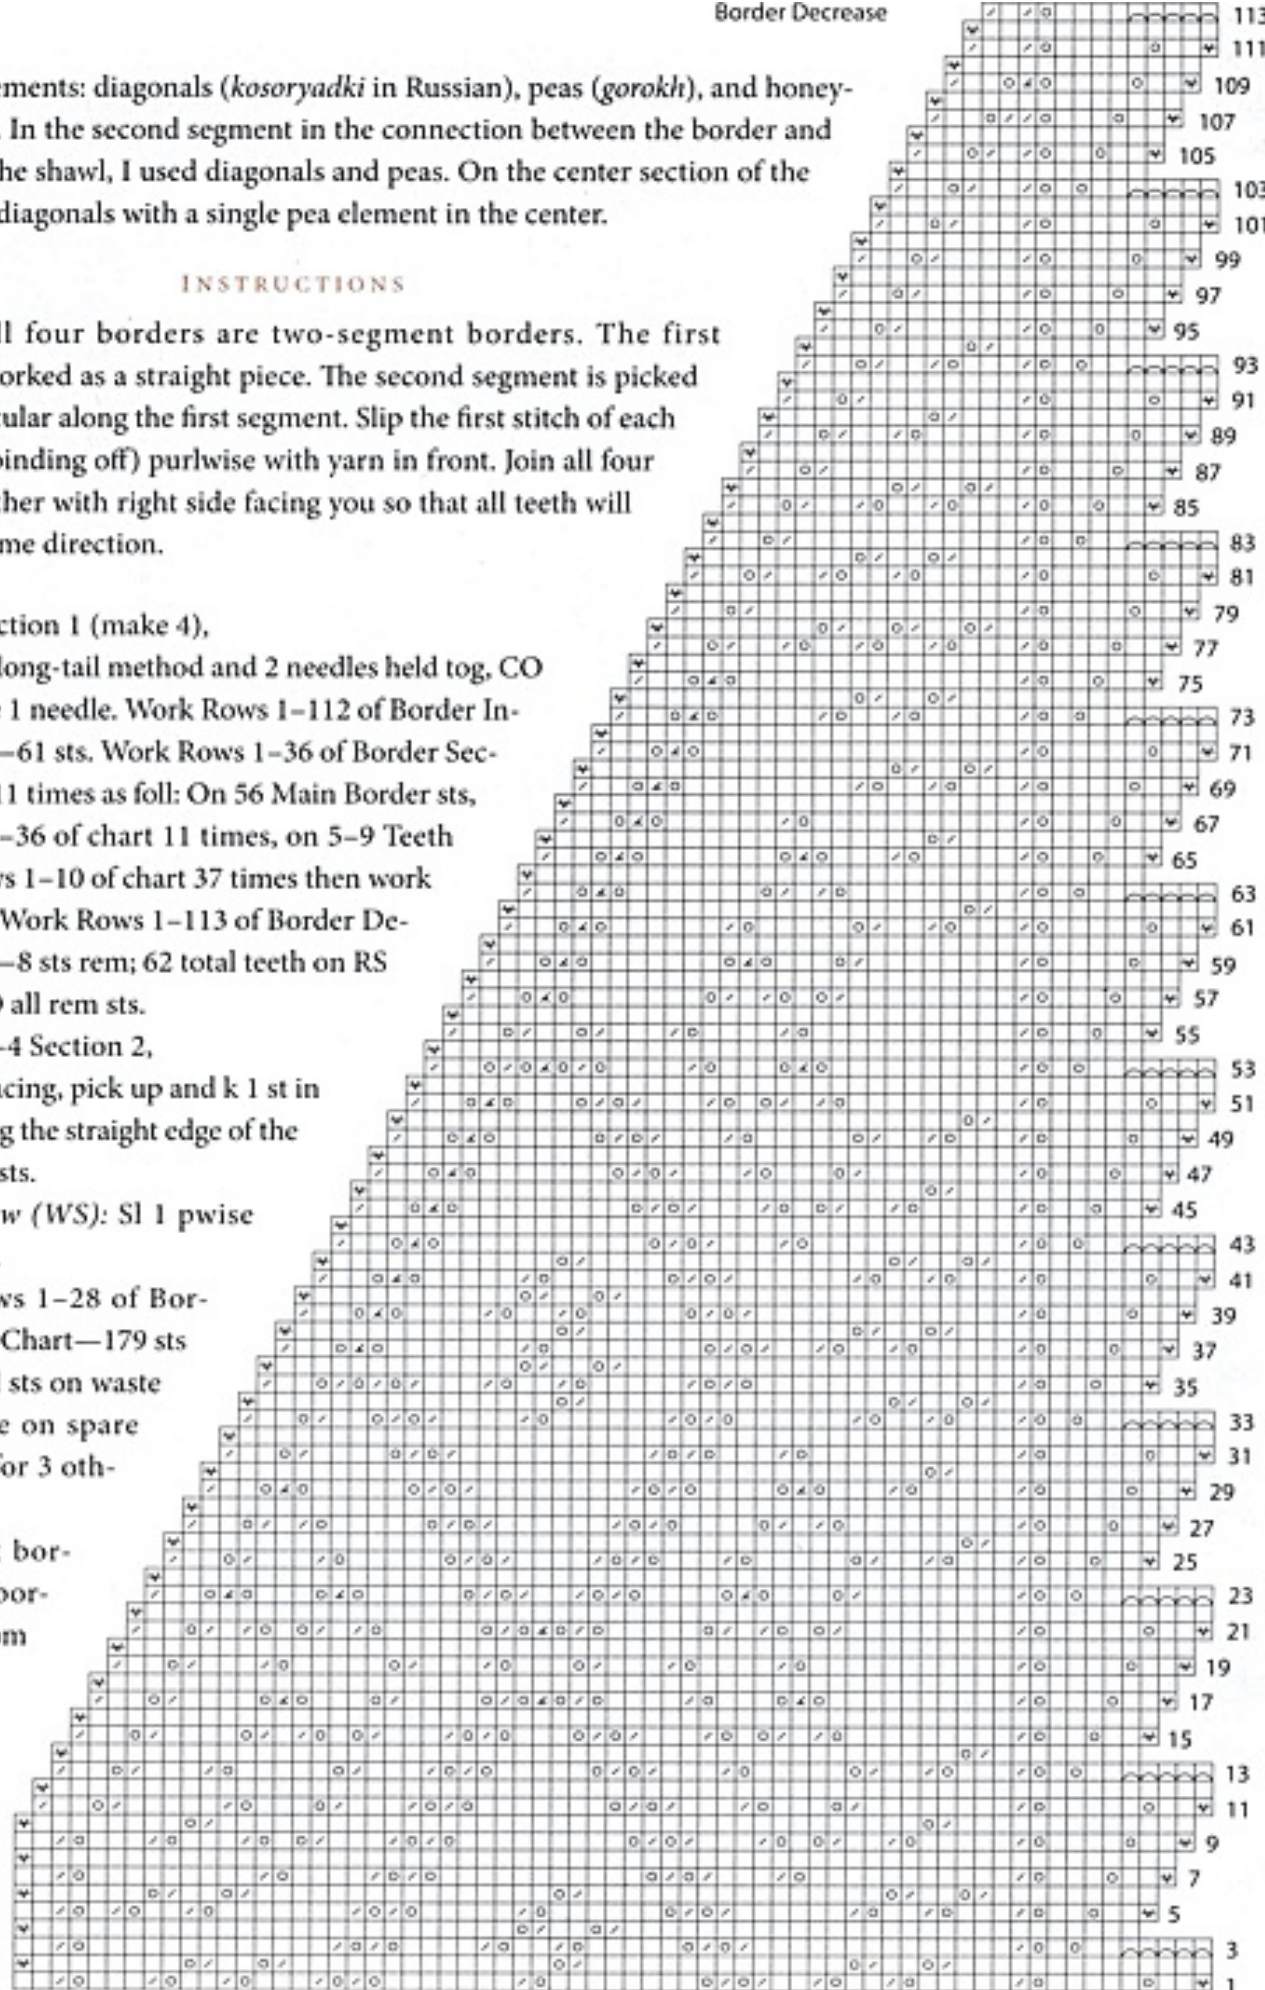 Border Decrease
ements: diagonals (kosoryadki in Russian), peas (gorokh), and honey-
. In the second segment in the connection between the border and
he shawl, I used diagonals and peas. On the center section of the
diagonals with a single pea element in the center.
INSTRUCTIONS
ll four borders are two-segment borders. The first
orked as a straight piece. The second segment is picked
ular along the first segment. Slip the first stitch of each
binding off) purlwise with yarn in front. Join all four
ther with right side facing you so that all teeth will
me direction.
ction 1 (make 4),
long-tail method and 2 needles held tog, CO
1 needle. Work Rows 1–112 of Border In-
–61 sts. Work Rows 1–36 of Border Sec-
11 times as foll: On 56 Main Border sts,
–36 of chart 11 times, on 5–9 Teeth
s 1–10 of chart 37 times then work
Work Rows 1–113 of Border De-
–8 sts rem; 62 total teeth on RS
all rem sts.
-4 Section 2,
acing, pick up and k 1 st in
g the straight edge of the
sts.
w (WS): Sl 1 pwise
ws 1–28 of Bor-
Chart—179 sts
sts on waste
e on spare
for 3 oth-
bor-
113
111
109
107
105
103
101
99
97
95
93
91
89
87
85
83
81
79
77
75
73
71
69
67
65
63
61
59
57
55
53
51
49
47
45
43
41
39
37
35
33
31
29
27
25
23
21
19
17
15
13
11
9
7
5
3
1